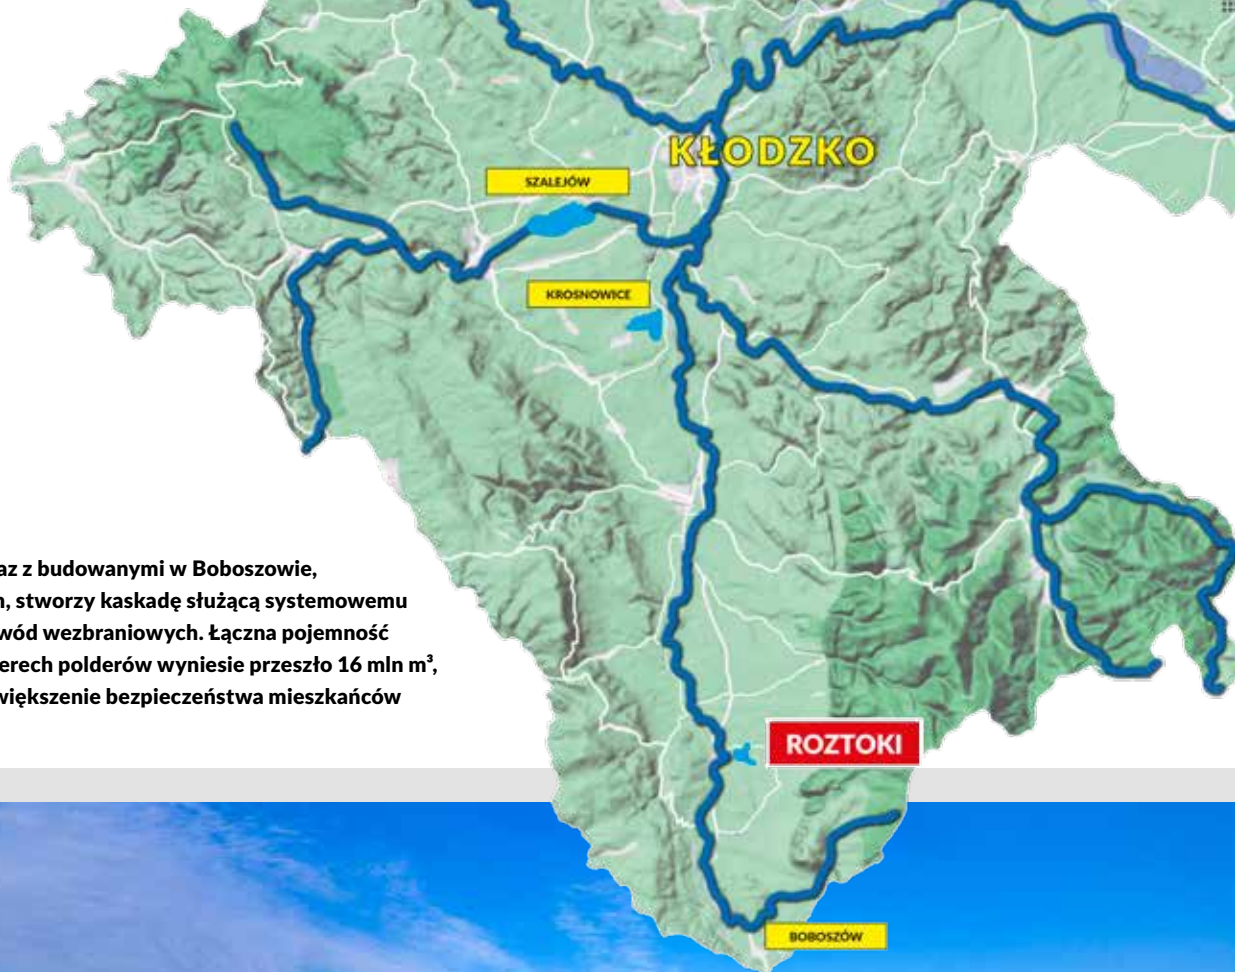 KŁODZKO
SZALEJÓW
KROSNOWICE
az z budowanymi w Boboszowie,
, stworzy kaskadę służącą systemowemu
wód wezbraniowych. Łączna pojemność
erech polderów wyniesie przeszło 16 mln m³,
większenie bezpieczeństwa mieszkańców
ROZTOKI
BOBOSZÓW